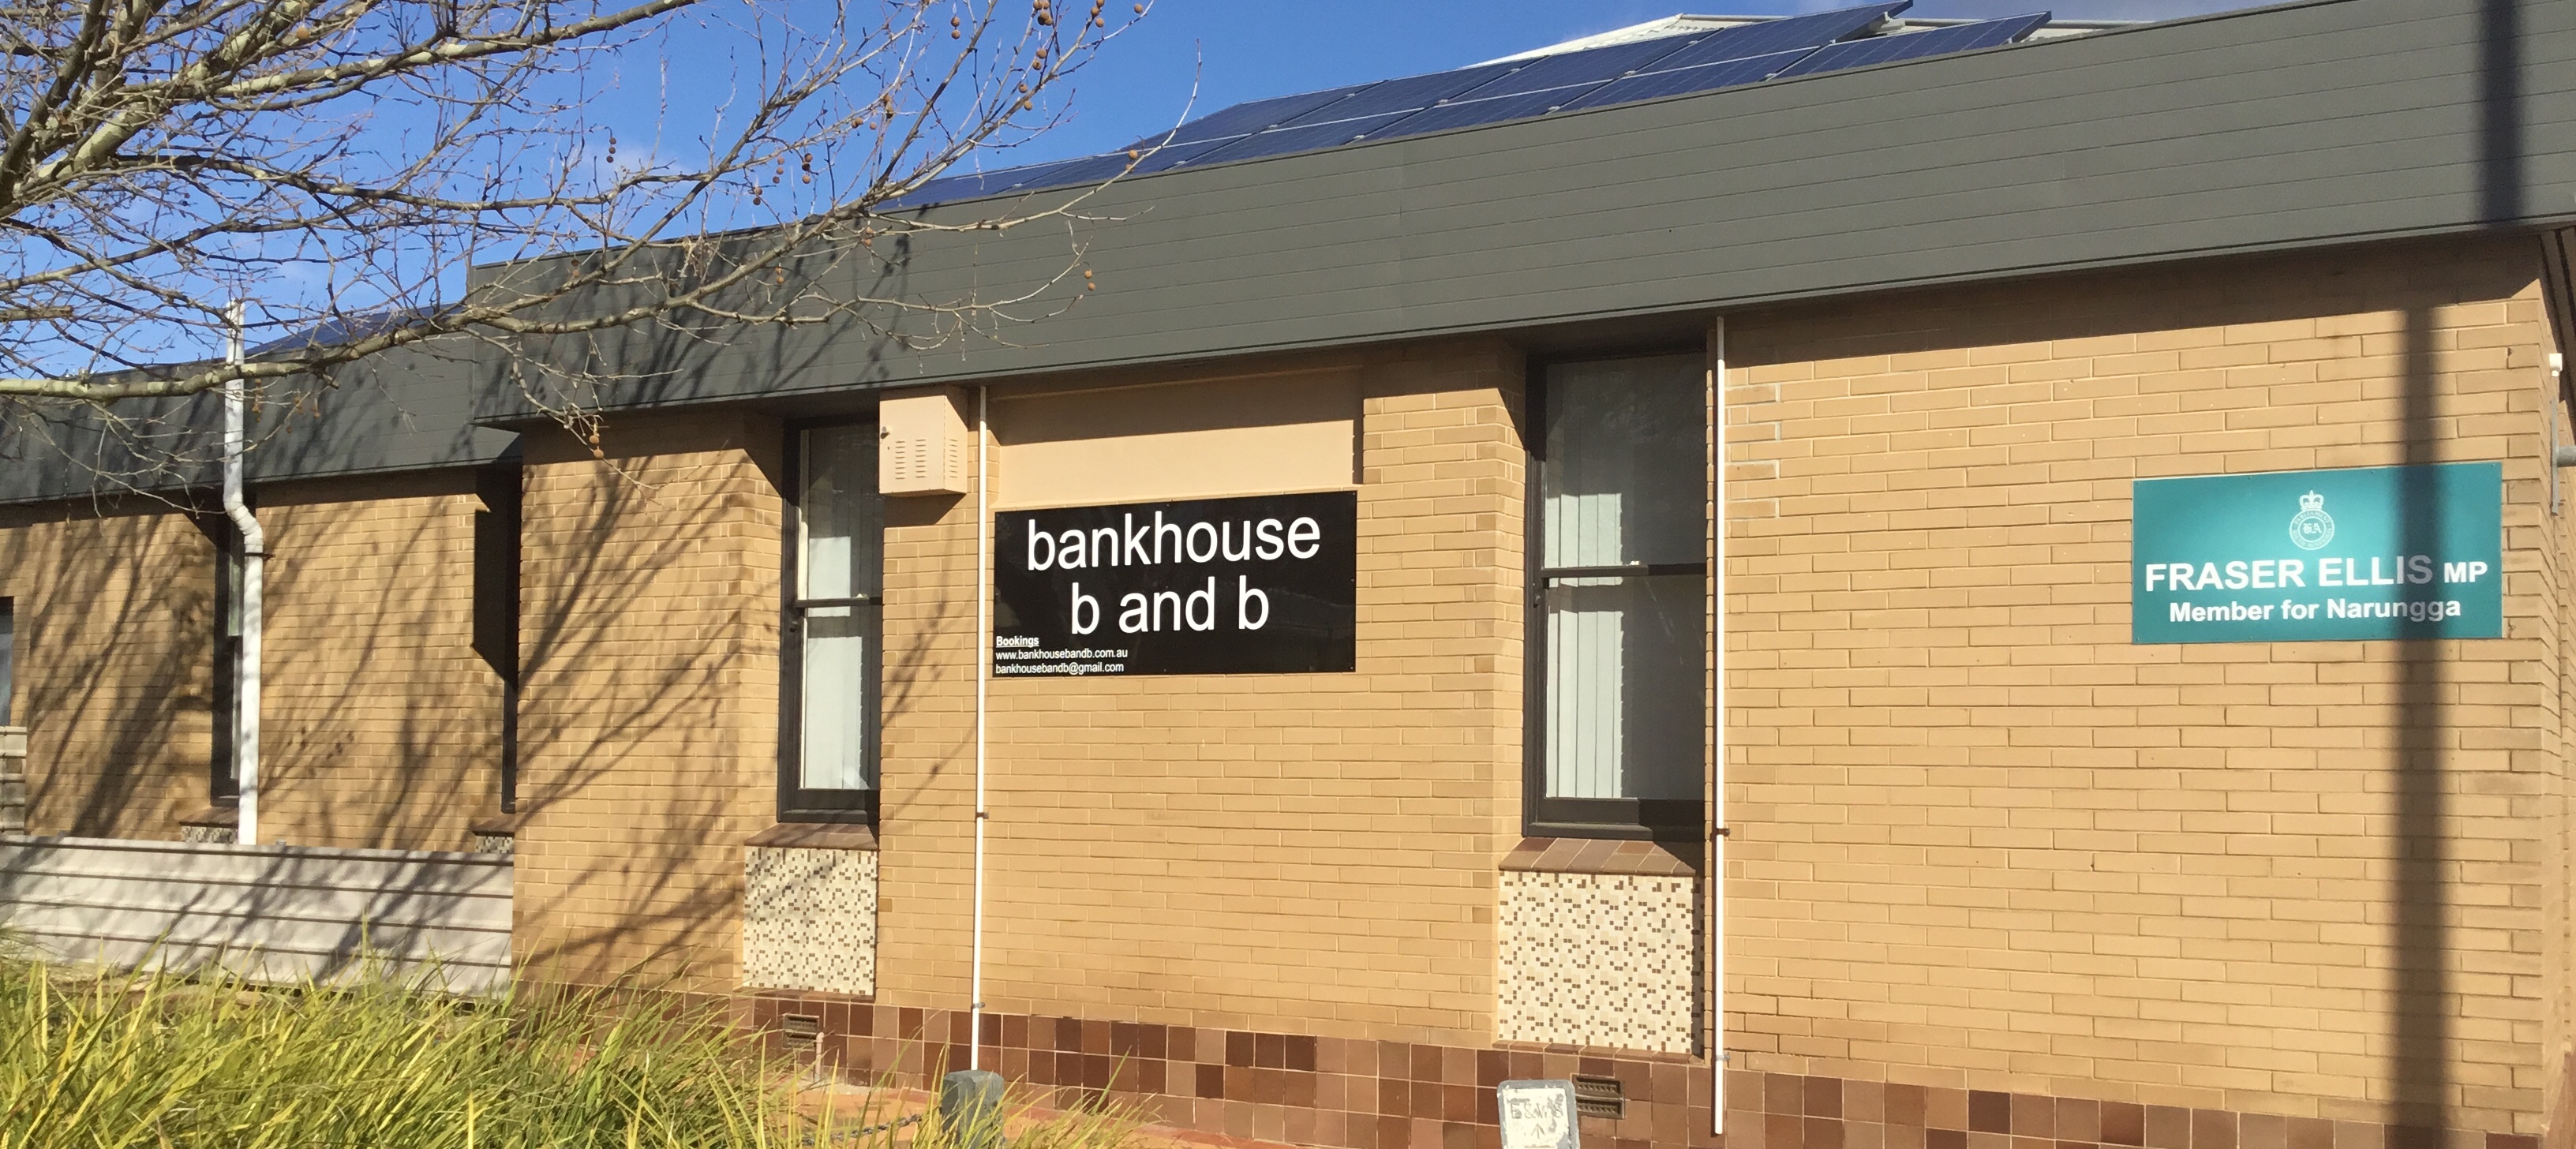 bankhouse
b and b
Bookings
www.bankhousebandb.com.au
bankhousebandb@gmail.com
FRASER ELLIS MP
Member for Narungga